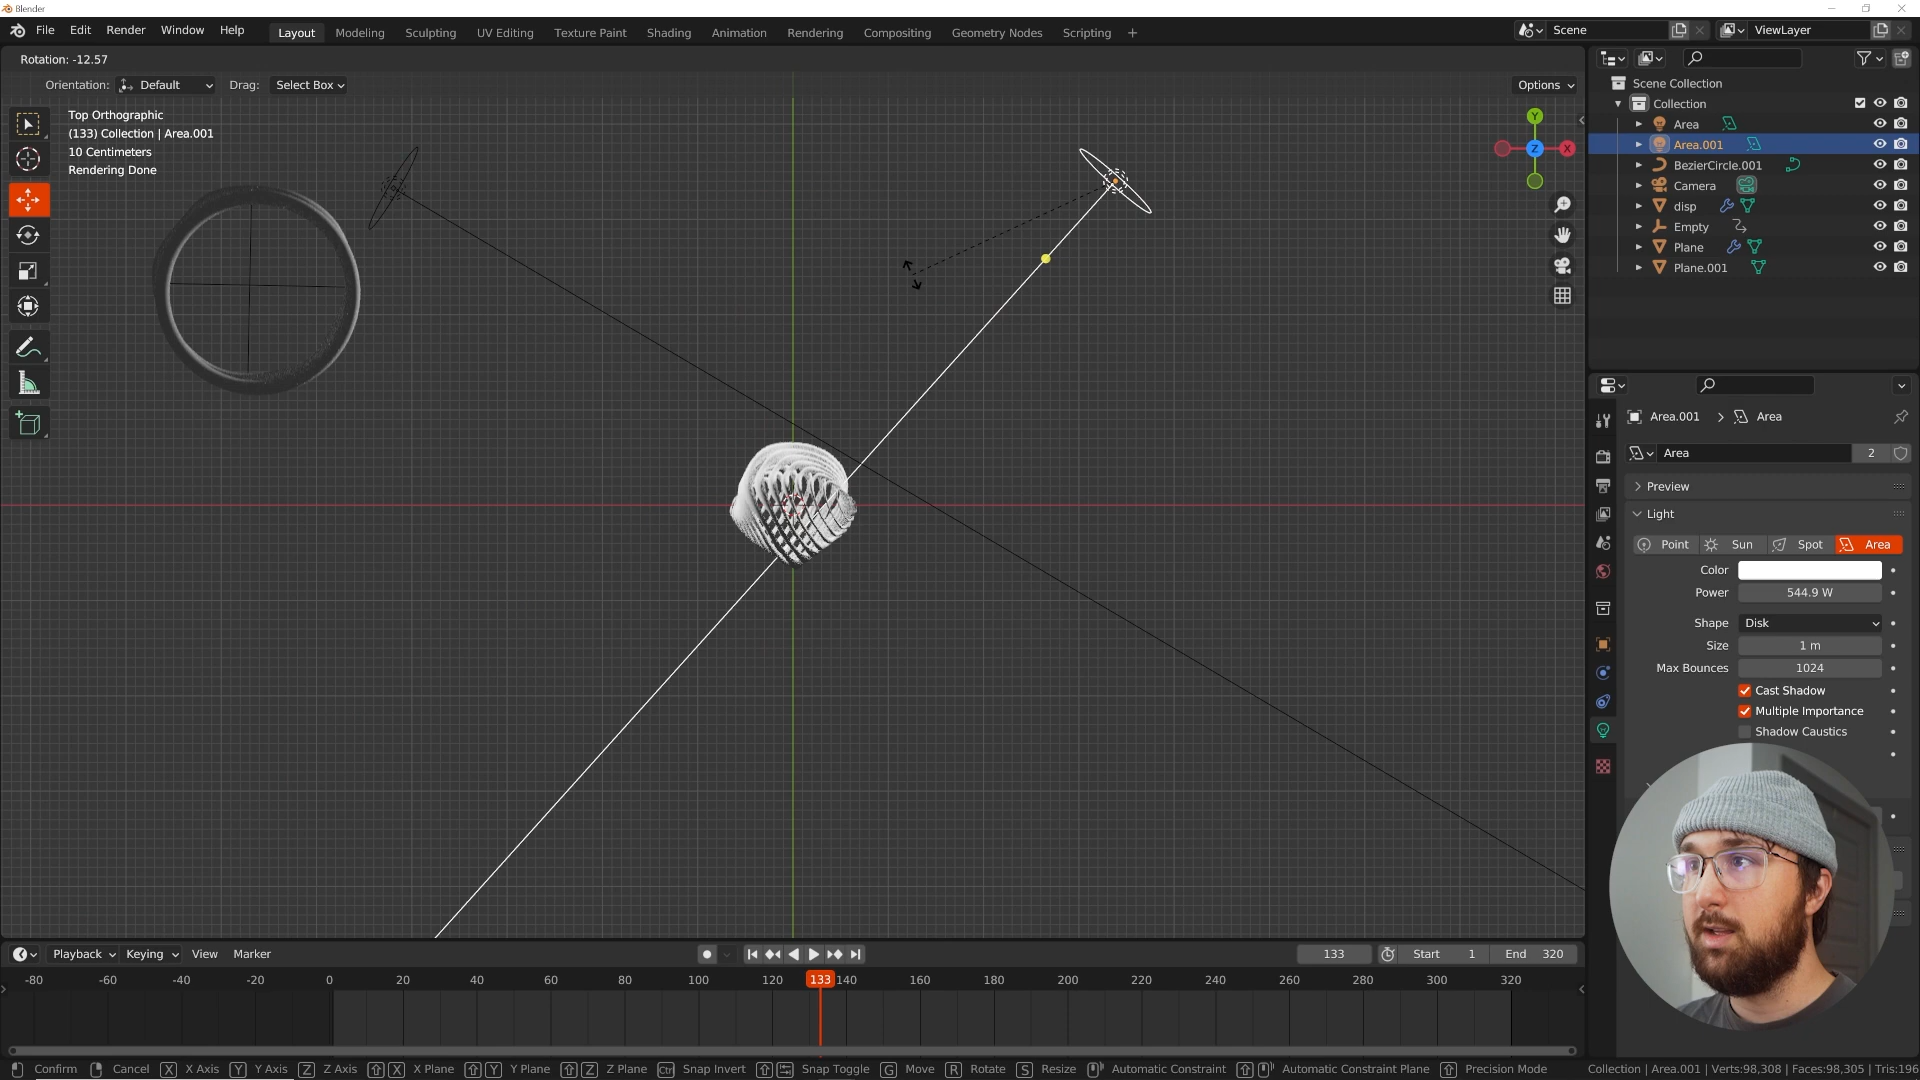 Blender
File Edit Render Window Help Layout Modeling Sculpting UV Editing Texture Paint Shading Animation Rendering Compositing Geometry Nodes Scripting + Scene ViewLayer
Rotation: -12.57
Orientation: Default Drag: Select Box Options
Top Orthographic
(133) Collection | Area.001
10 Centimeters
Rendering Done
Y
X
Z
Scene Collection
Collection
Area
Area.001
BezierCircle.001
Camera
disp
Empty
Plane
Plane.001
Area.001 > Area
Area 2
Preview
Light
Point Sun Spot Area
Color
Power 544.9 W
Shape Disk
Size 1 m
Max Bounces 1024
Cast Shadow
Multiple Importance
Shadow Caustics
Playback Keying View Marker 133 Start 1 End 320
-80 -60 -40 -20 0 20 40 60 80 100 120 133 140 160 180 200 220 240 260 280 300 320
Confirm Cancel X X Axis Y Y Axis Z Z Axis X X Plane Y Y Plane Z Z Plane Ctrl Snap Invert Snap Toggle G Move R Rotate S Resize Automatic Constraint Automatic Constraint Plane Precision Mode Collection | Area.001 | Verts:98,308 | Faces:98,305 | Tris:196